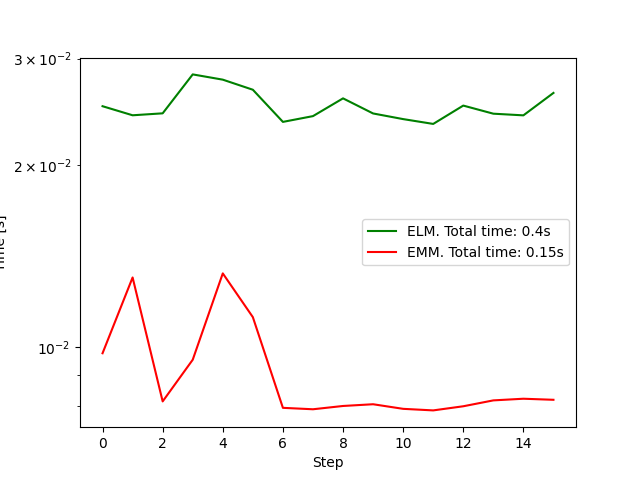 3 × 10⁻²
2 × 10⁻²
10⁻²
Time [s]
ELM. Total time: 0.4s
EMM. Total time: 0.15s
0 2 4 6 8 10 12 14
Step